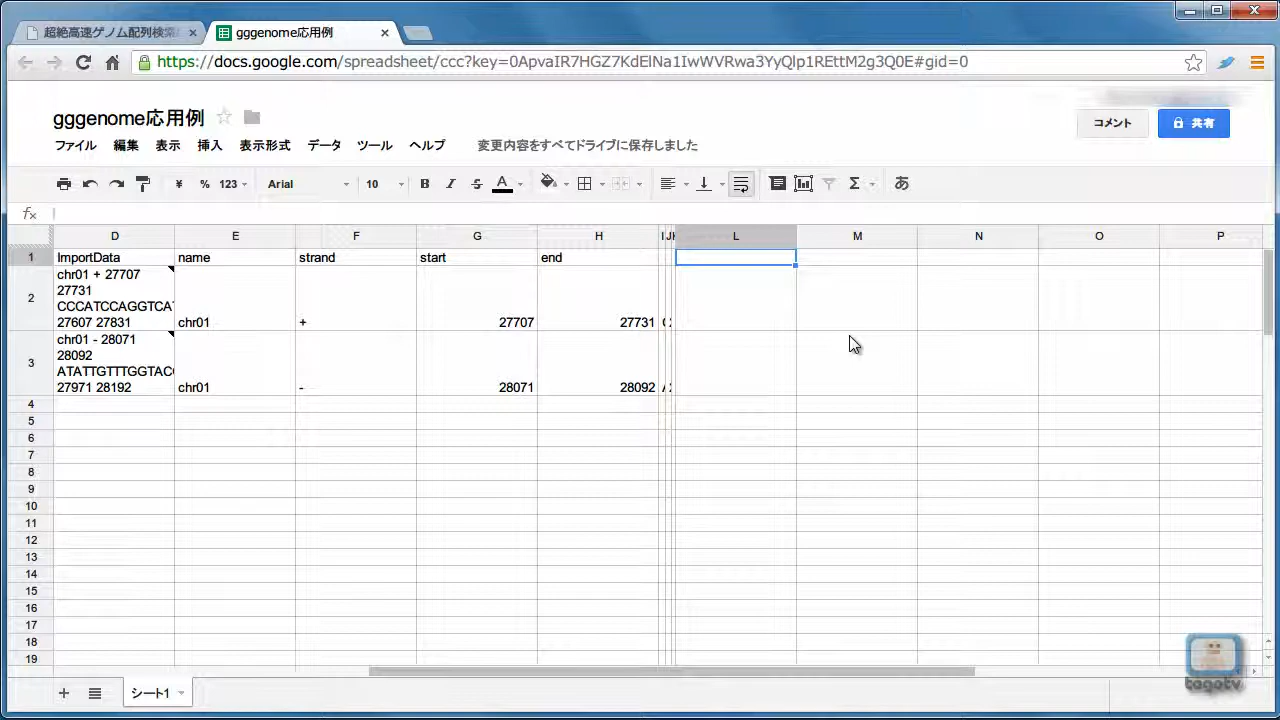 超絶高速ゲノム配列検索
gggenome応用例
https://docs.google.com/spreadsheet/ccc?key=0ApvaIR7HGZ7KdElNa1IwWVRwa3YyQlp1REttM2g3Q0E#gid=0
gggenome応用例
コメント
共有
ファイル 編集 表示 挿入 表示形式 データ ツール ヘルプ 変更内容をすべてドライブに保存しました
¥ % 123 Arial 10 B I S A Σ あ
fx
D E F G H I J K L M N O P
1 ImportData name strand start end
2 chr01 + 27707
27731
CCCATCCAGGTCA
27607 27831 chr01 + 27707 27731
3 chr01 - 28071
28092
ATATTGTTTGGTAC
27971 28192 chr01 - 28071 28092
4
5
6
7
8
9
10
11
12
13
14
15
16
17
18
19
シート1
togotv